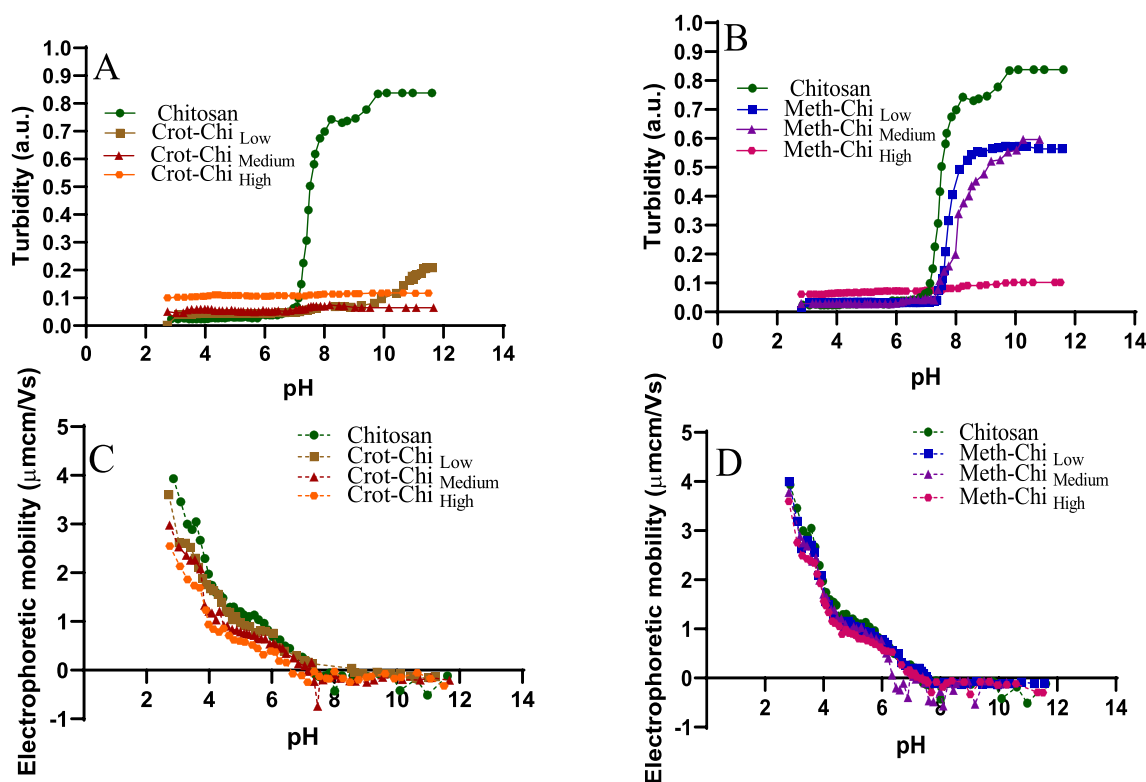 A
Turbidity (a.u.)
1.0
0.9
0.8
0.7
0.6
0.5
0.4
0.3
0.2
0.1
0.0
0 2 4 6 8 10 12 14
pH
Chitosan
Crot-Chi Low
Crot-Chi Medium
Crot-Chi High
B
Turbidity (a.u.)
1.0
0.9
0.8
0.7
0.6
0.5
0.4
0.3
0.2
0.1
0.0
0 2 4 6 8 10 12 14
pH
Chitosan
Meth-Chi Low
Meth-Chi Medium
Meth-Chi High
C
Electrophoretic mobility (μmcm/Vs)
5
4
3
2
1
0
-1
2 4 6 8 10 12 14
pH
Chitosan
Crot-Chi Low
Crot-Chi Medium
Crot-Chi High
D
Electrophoretic mobility (μmcm/Vs)
5
4
3
2
1
0
-1
2 4 6 8 10 12 14
pH
Chitosan
Meth-Chi Low
Meth-Chi Medium
Meth-Chi High